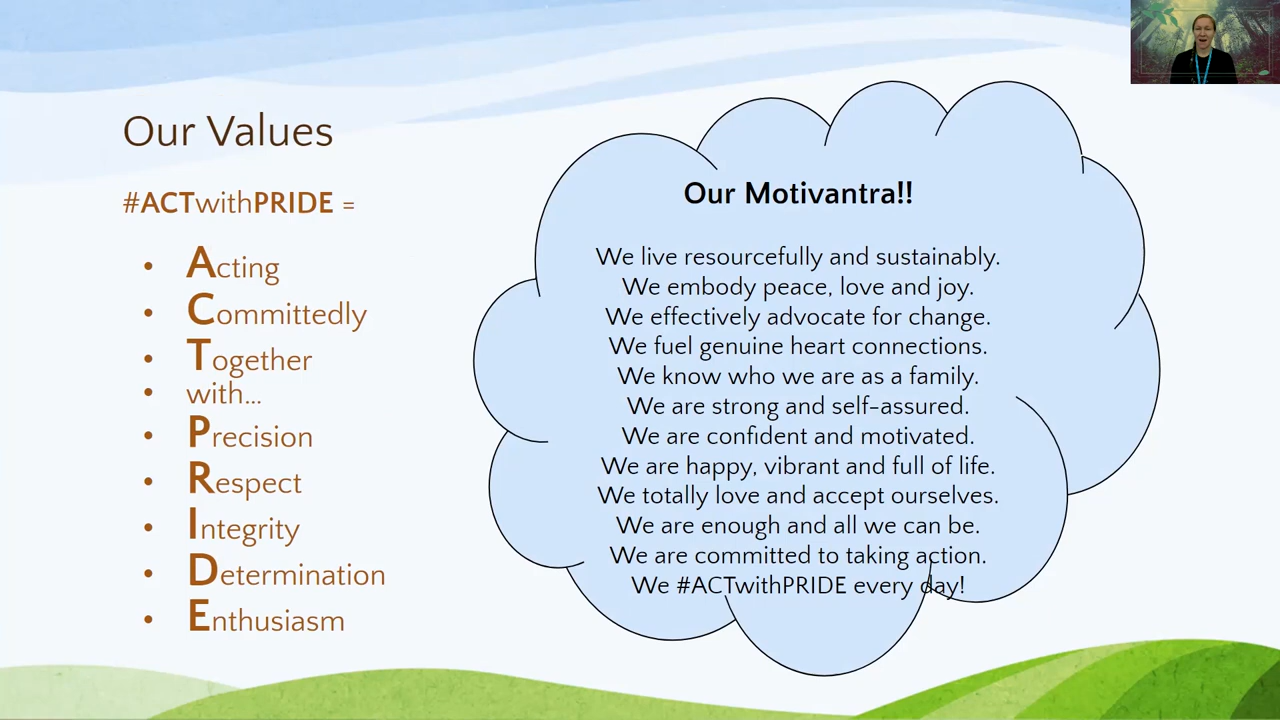 Our Values
#ACTwithPRIDE =
• Acting
• Committedly
• Together
• with...
• Precision
• Respect
• Integrity
• Determination
• Enthusiasm
Our Motivantra!!
We live resourcefully and sustainably.
We embody peace, love and joy.
We effectively advocate for change.
We fuel genuine heart connections.
We know who we are as a family.
We are strong and self-assured.
We are confident and motivated.
We are happy, vibrant and full of life.
We totally love and accept ourselves.
We are enough and all we can be.
We are committed to taking action.
We #ACTwithPRIDE every day!